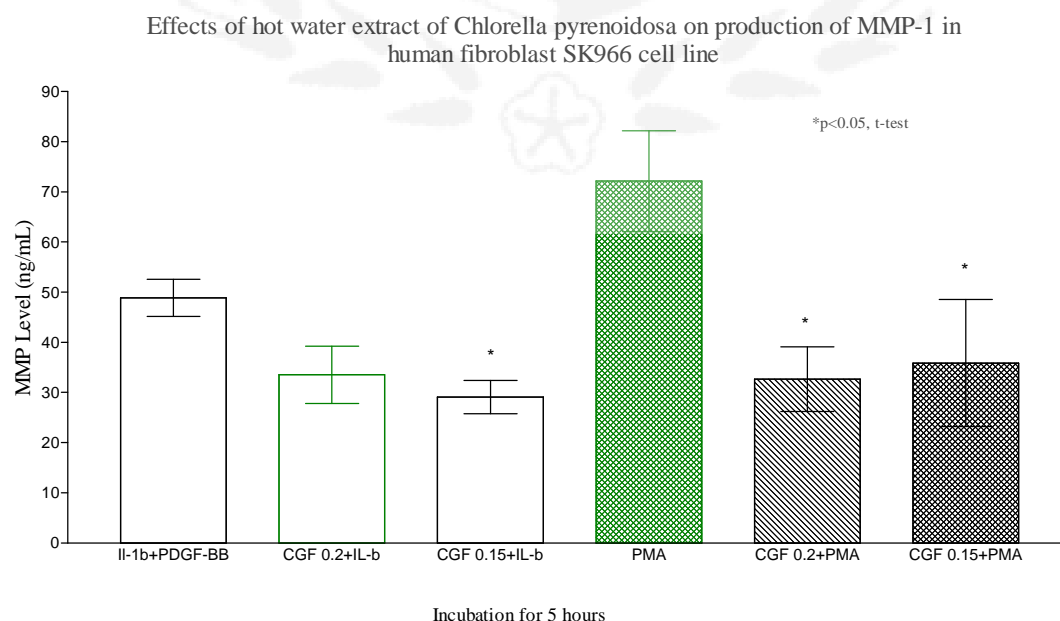 Effects of hot water extract of Chlorella pyrenoidosa on production of MMP-1 in
human fibroblast SK966 cell line
*p<0.05, t-test
MMP Level (ng/mL)
90
80
70
60
50
40
30
20
10
0
*
*
*
Il-1b+PDGF-BB
CGF 0.2+IL-b
CGF 0.15+IL-b
PMA
CGF 0.2+PMA
CGF 0.15+PMA
Incubation for 5 hours